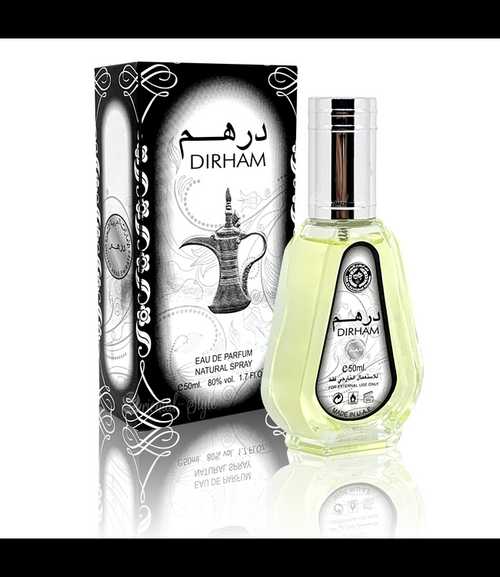 درهم
DIRHAM
EAU DE PARFUM
NATURAL SPRAY
℮50ml. 80% vol. 1.7 FL.O
درهم
درهم
DIRHAM
℮50ml
للاستعمال الخارجي فقط
FOR EXTERNAL USE ONLY
MADE IN U.A.E